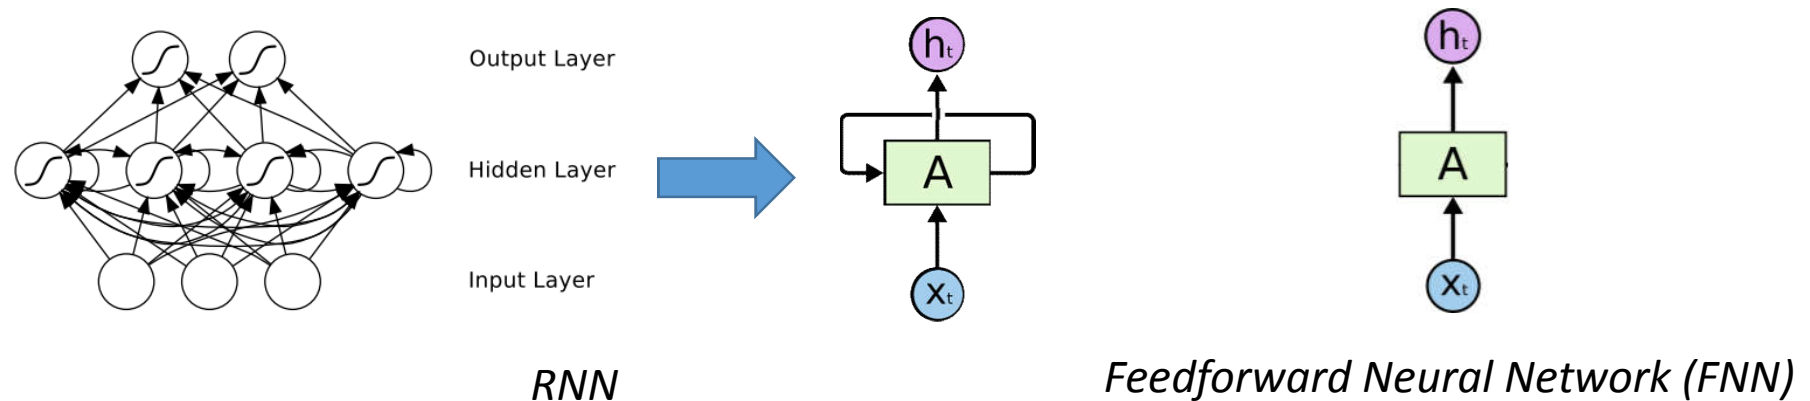 Output Layer
Hidden Layer
Input Layer
RNN
hₜ
A
xₜ
hₜ
A
xₜ
Feedforward Neural Network (FNN)